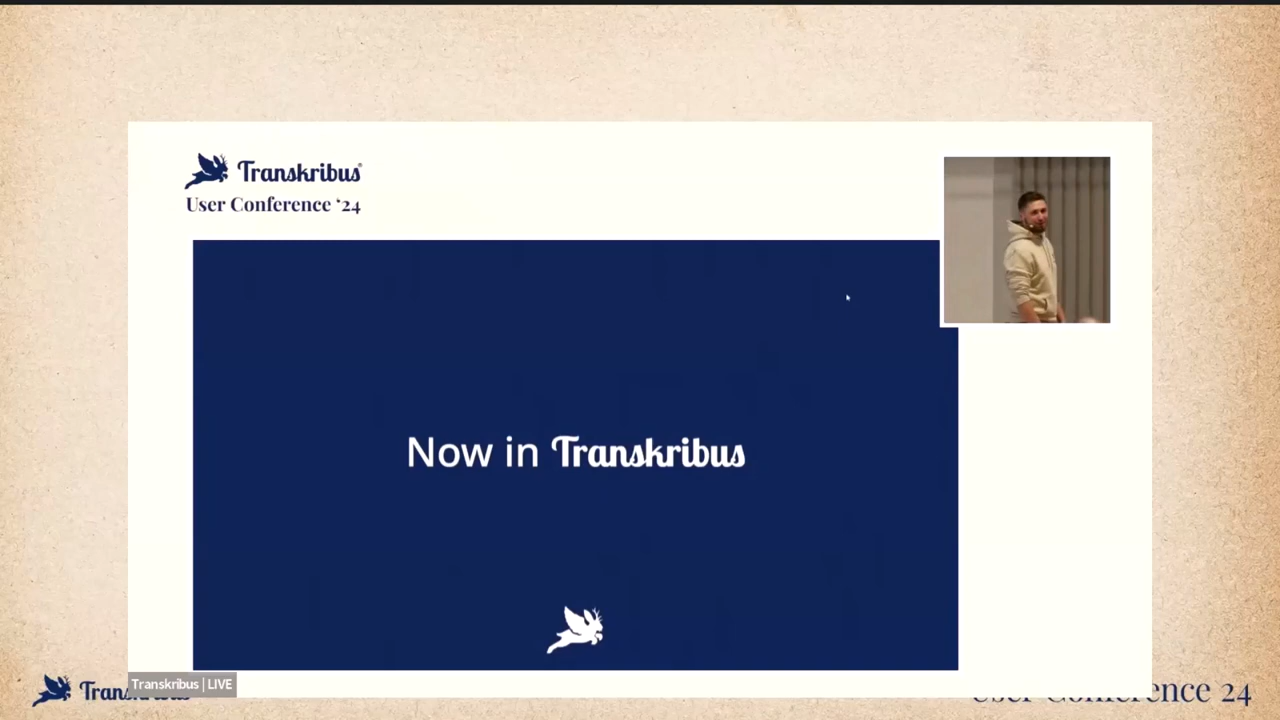 Transkribus®
User Conference ‘24
Now in Transkribus
Transkribus | LIVE
User Conference 24